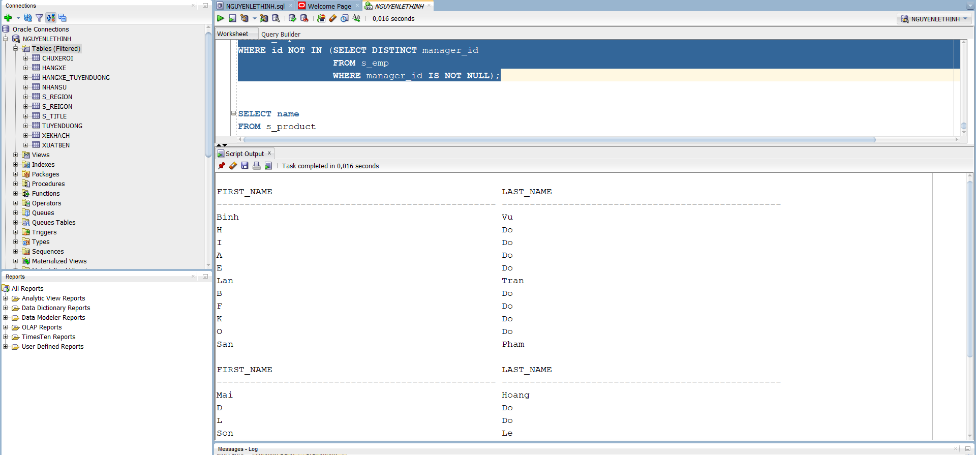 Connections
NGUYENLETHINH.sql
Welcome Page
NGUYENLETHINH
0,016 seconds
NGUYENLETHINH
Worksheet
Query Builder
Oracle Connections
NGUYENLETHINH
Tables (Filtered)
CHUXEROI
HANGXE
HANGXE_TUYENDUONG
NHANSU
S_REGION
S_REIGON
S_TITLE
TUYENDUONG
XEKHACH
XUATBEN
Views
Indexes
Packages
Procedures
Functions
Operators
Queues
Queues Tables
Triggers
Types
Sequences
Materialized Views
WHERE id NOT IN (SELECT DISTINCT manager_id
FROM s_emp
WHERE manager_id IS NOT NULL);
SELECT name
FROM s_product
Script Output
Task completed in 0,016 seconds
FIRST_NAME LAST_NAME
Binh Vu
H Do
I Do
A Do
E Do
Lan Tran
B Do
F Do
K Do
O Do
San Pham
FIRST_NAME LAST_NAME
Mai Hoang
D Do
L Do
Son Le
Messages - Log
Reports
All Reports
Analytic View Reports
Data Dictionary Reports
Data Modeler Reports
OLAP Reports
TimesTen Reports
User Defined Reports